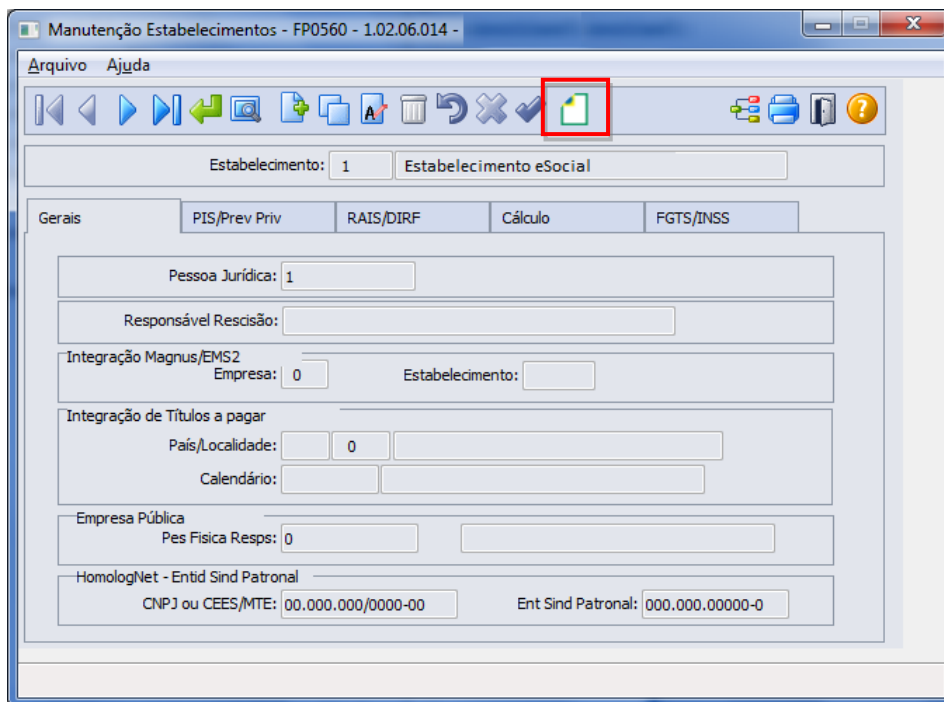 Manutenção Estabelecimentos - FP0560 - 1.02.06.014 -
Arquivo Ajuda
Estabelecimento: 1 Estabelecimento eSocial
Gerais PIS/Prev Priv RAIS/DIRF Cálculo FGTS/INSS
Pessoa Jurídica: 1
Responsável Rescisão:
Integração Magnus/EMS2
Empresa: 0 Estabelecimento:
Integração de Títulos a pagar
País/Localidade: 0
Calendário:
Empresa Pública
Pes Fisica Resps: 0
HomologNet - Entid Sind Patronal
CNPJ ou CEES/MTE: 00.000.000/0000-00 Ent Sind Patronal: 000.000.00000-0